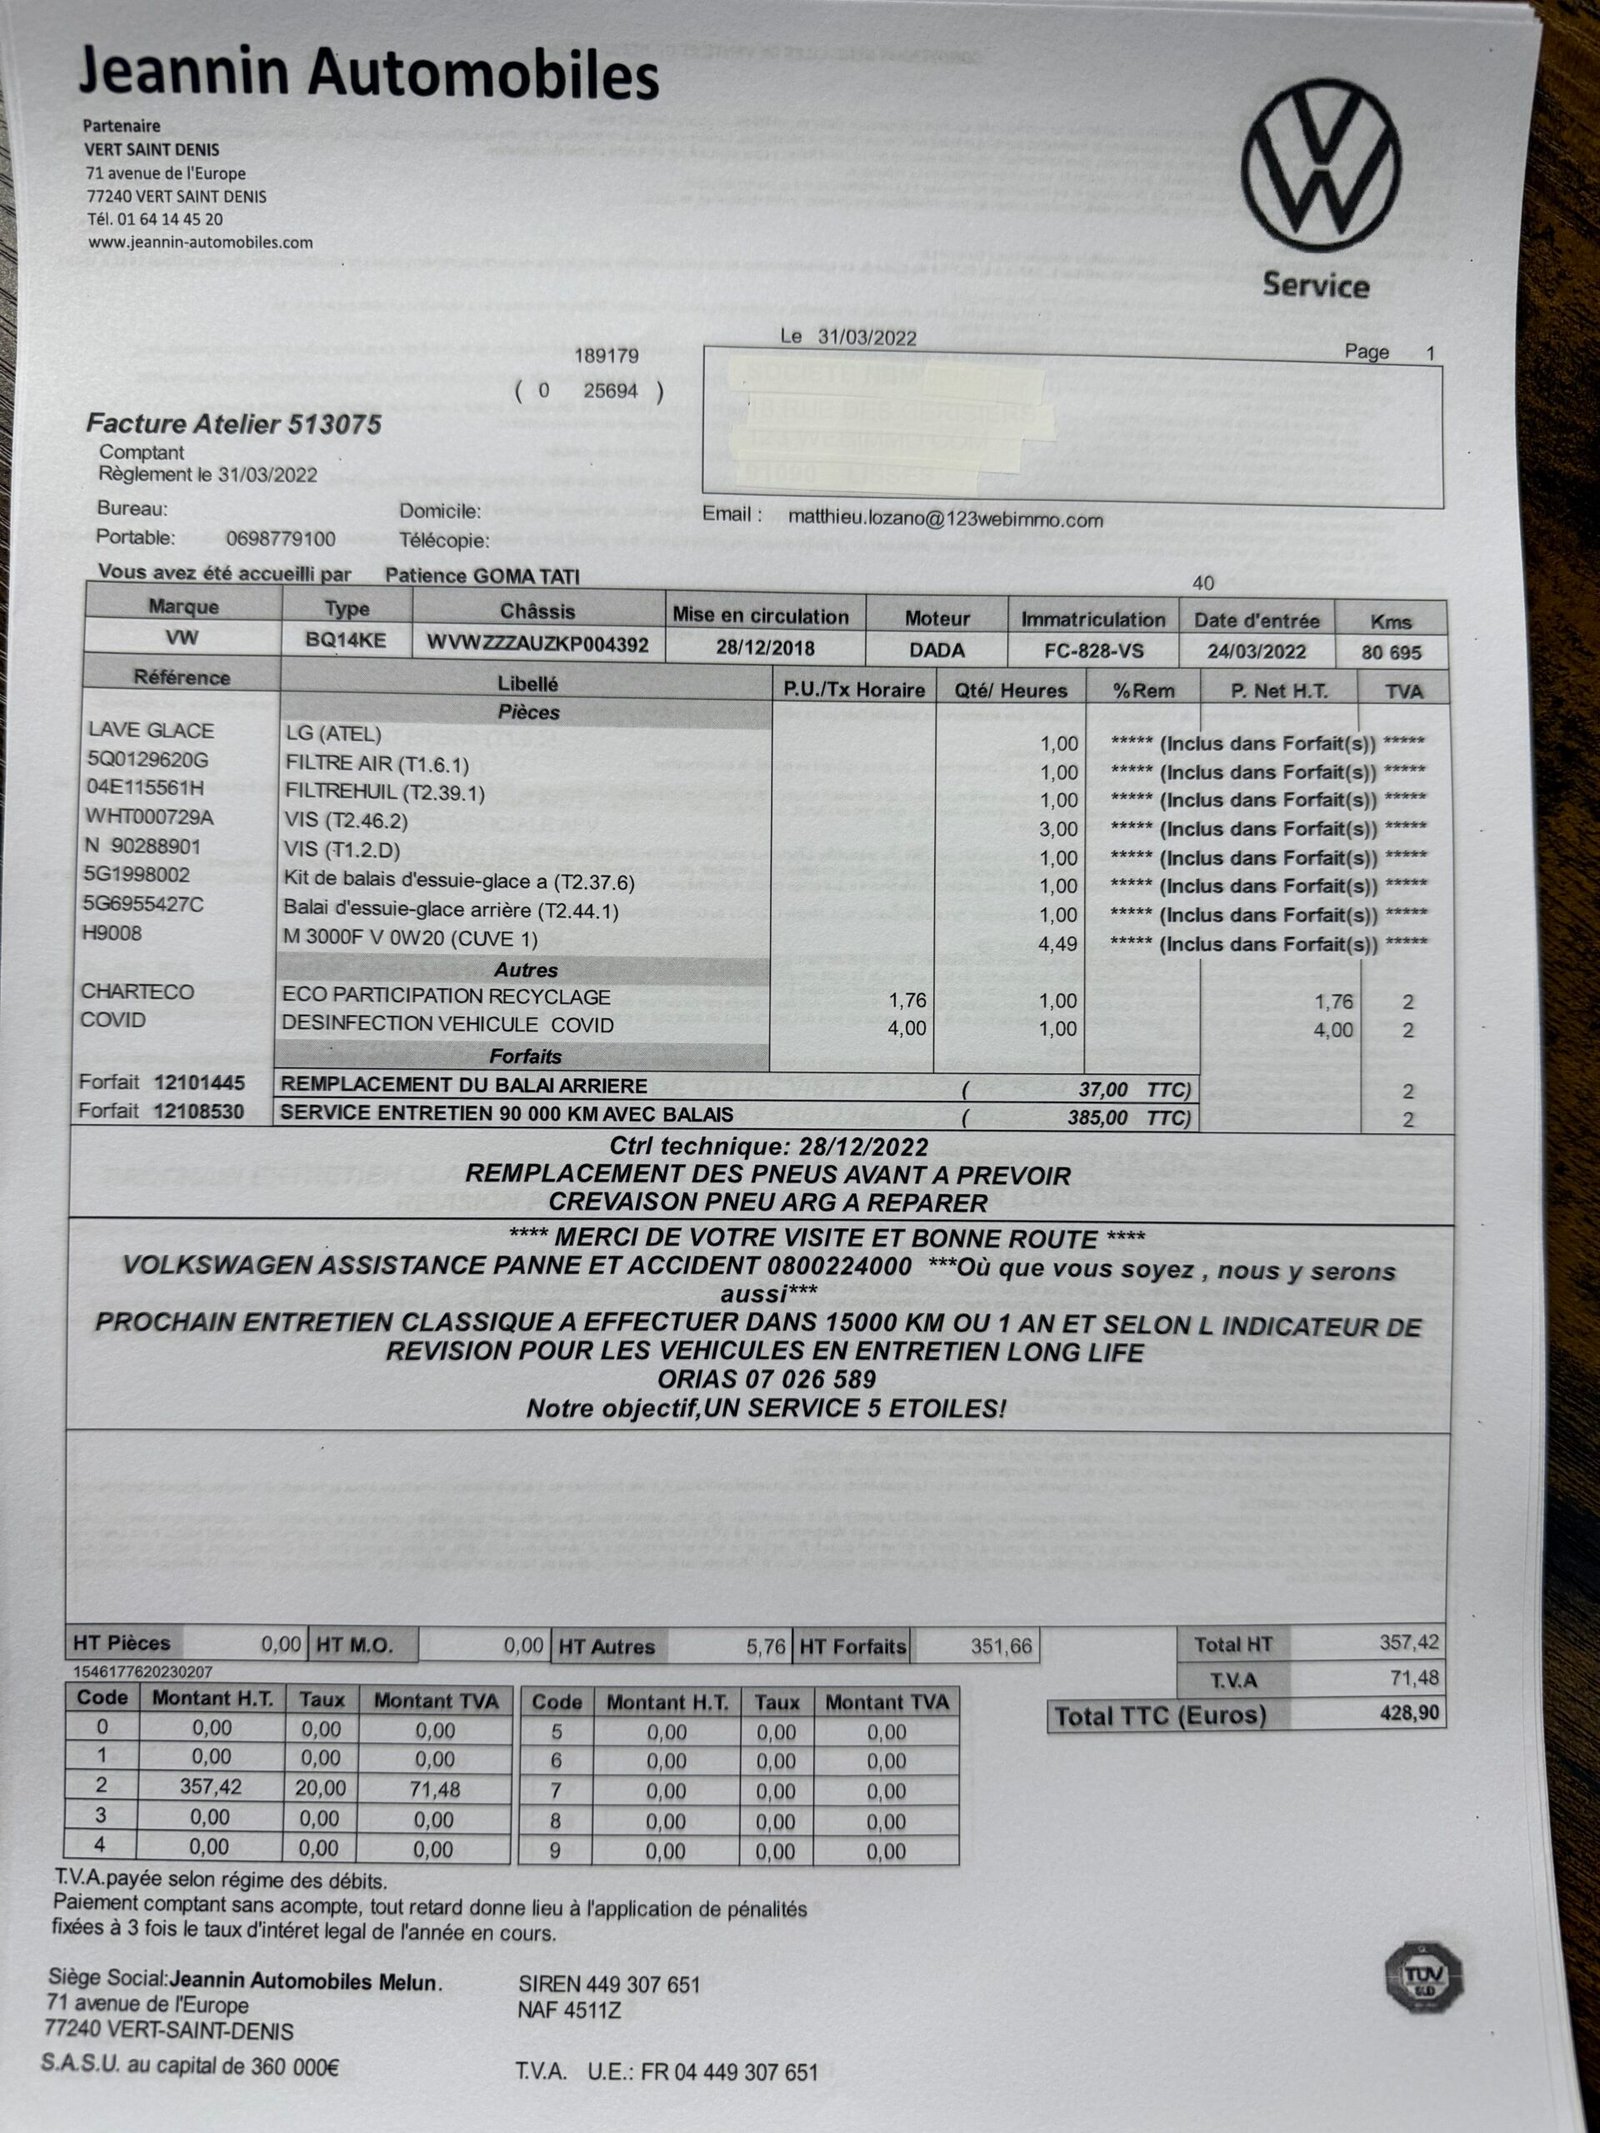 Jeannin Automobiles
Partenaire
VERT SAINT DENIS
71 avenue de l'Europe
77240 VERT SAINT DENIS
Tél. 01 64 14 45 20
www.jeannin-automobiles.com
Service
Le 31/03/2022
Page 1
189179
( 0 25694 )
Facture Atelier 513075
Comptant
Règlement le 31/03/2022
Bureau: Domicile:
Portable: 0698779100 Télécopie:
Email : matthieu.lozano@123webimmo.com
Vous avez été accueilli par Patience GOMA TATI 40
Marque Type Châssis Mise en circulation Moteur Immatriculation Date d'entrée Kms
VW BQ14KE WVWZZZAUZKP004392 28/12/2018 DADA FC-828-VS 24/03/2022 80 695
Référence Libellé P.U./Tx Horaire Qté/ Heures %Rem P. Net H.T. TVA
Pièces
LAVE GLACE LG (ATEL) 1,00 ***** (Inclus dans Forfait(s)) *****
5Q0129620G FILTRE AIR (T1.6.1) 1,00 ***** (Inclus dans Forfait(s)) *****
04E115561H FILTREHUIL (T2.39.1) 1,00 ***** (Inclus dans Forfait(s)) *****
WHT000729A VIS (T2.46.2) 3,00 ***** (Inclus dans Forfait(s)) *****
N 90288901 VIS (T1.2.D) 1,00 ***** (Inclus dans Forfait(s)) *****
5G1998002 Kit de balais d'essuie-glace a (T2.37.6) 1,00 ***** (Inclus dans Forfait(s)) *****
5G6955427C Balai d'essuie-glace arrière (T2.44.1) 1,00 ***** (Inclus dans Forfait(s)) *****
H9008 M 3000F V 0W20 (CUVE 1) 4,49 ***** (Inclus dans Forfait(s)) *****
Autres
CHARTECO ECO PARTICIPATION RECYCLAGE 1,76 1,00 1,76 2
COVID DESINFECTION VEHICULE COVID 4,00 1,00 4,00 2
Forfaits
Forfait 12101445 REMPLACEMENT DU BALAI ARRIERE ( 37,00 TTC) 2
Forfait 12108530 SERVICE ENTRETIEN 90 000 KM AVEC BALAIS ( 385,00 TTC) 2
Ctrl technique: 28/12/2022
REMPLACEMENT DES PNEUS AVANT A PREVOIR
CREVAISON PNEU ARG A REPARER
**** MERCI DE VOTRE VISITE ET BONNE ROUTE ****
VOLKSWAGEN ASSISTANCE PANNE ET ACCIDENT 0800224000 ***Où que vous soyez , nous y serons
aussi***
PROCHAIN ENTRETIEN CLASSIQUE A EFFECTUER DANS 15000 KM OU 1 AN ET SELON L INDICATEUR DE
REVISION POUR LES VEHICULES EN ENTRETIEN LONG LIFE
ORIAS 07 026 589
Notre objectif,UN SERVICE 5 ETOILES!
HT Pièces 0,00 HT M.O. 0,00 HT Autres 5,76 HT Forfaits 351,66
Total HT 357,42
T.V.A 71,48
Total TTC (Euros) 428,90
1546177620230207
Code Montant H.T. Taux Montant TVA Code Montant H.T. Taux Montant TVA
0 0,00 0,00 0,00 5 0,00 0,00 0,00
1 0,00 0,00 0,00 6 0,00 0,00 0,00
2 357,42 20,00 71,48 7 0,00 0,00 0,00
3 0,00 0,00 0,00 8 0,00 0,00 0,00
4 0,00 0,00 0,00 9 0,00 0,00 0,00
T.V.A.payée selon régime des débits.
Paiement comptant sans acompte, tout retard donne lieu à l'application de pénalités
fixées à 3 fois le taux d'intéret legal de l'année en cours.
Siège Social:Jeannin Automobiles Melun. SIREN 449 307 651
71 avenue de l'Europe NAF 4511Z
77240 VERT-SAINT-DENIS
S.A.S.U. au capital de 360 000€ T.V.A. U.E.: FR 04 449 307 651
TÜV